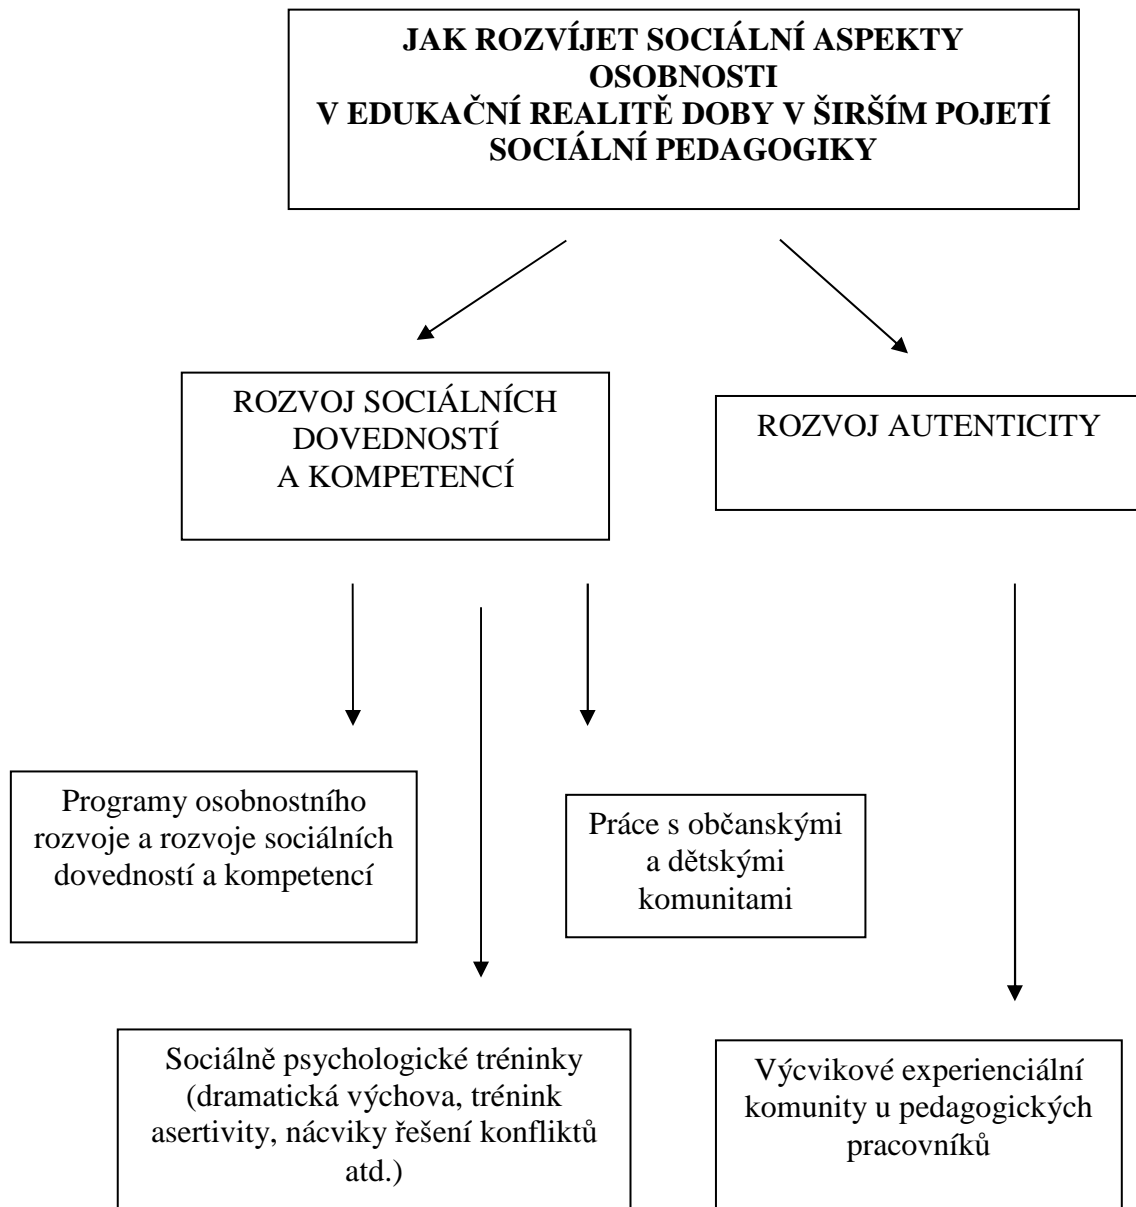 JAK ROZVÍJET SOCIÁLNÍ ASPEKTY
OSOBNOSTI
V EDUKAČNÍ REALITĚ DOBY V ŠIRŠÍM POJETÍ
SOCIÁLNÍ PEDAGOGIKY
ROZVOJ SOCIÁLNÍCH
DOVEDNOSTÍ
A KOMPETENCÍ
ROZVOJ AUTENTICITY
Programy osobnostního
rozvoje a rozvoje sociálních
dovedností a kompetencí
Práce s občanskými
a dětskými
komunitami
Sociálně psychologické tréninky
(dramatická výchova, trénink
asertivity, nácviky řešení konfliktů
atd.)
Výcvikové experienciální
komunity u pedagogických
pracovníků